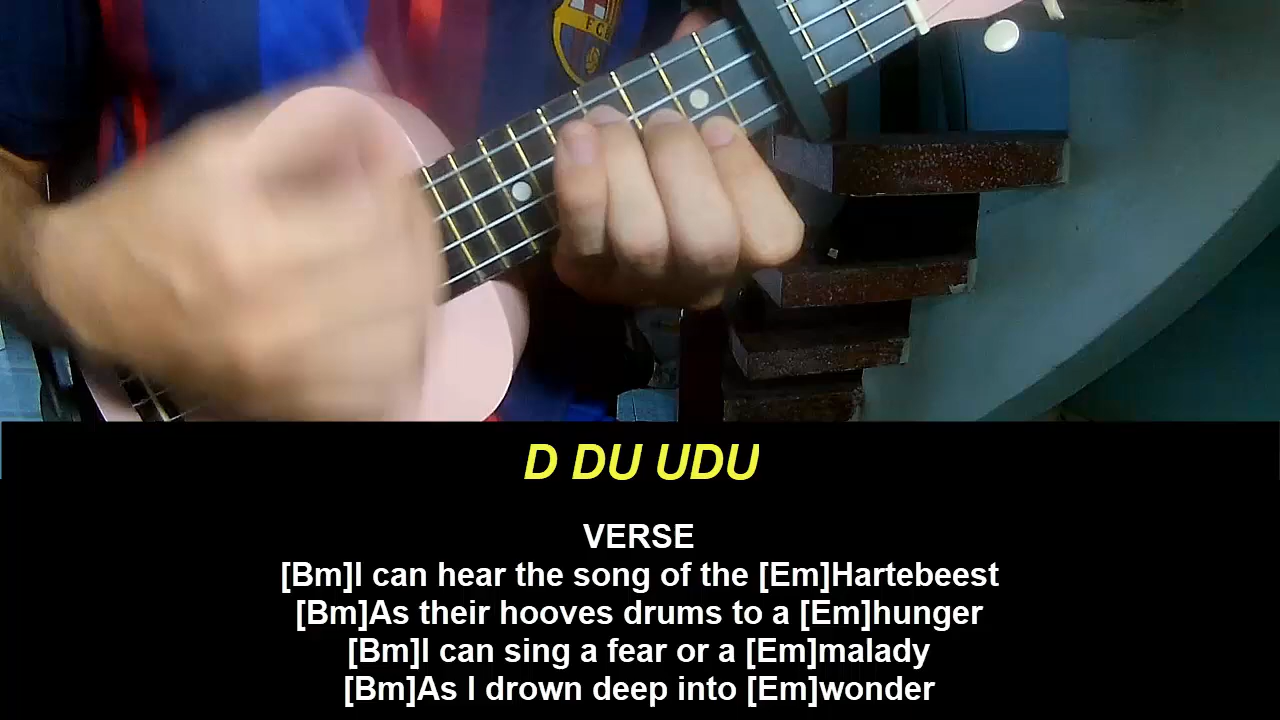 FCB
D DU UDU
VERSE
[Bm]I can hear the song of the [Em]Hartebeest
[Bm]As their hooves drums to a [Em]hunger
[Bm]I can sing a fear or a [Em]malady
[Bm]As I drown deep into [Em]wonder